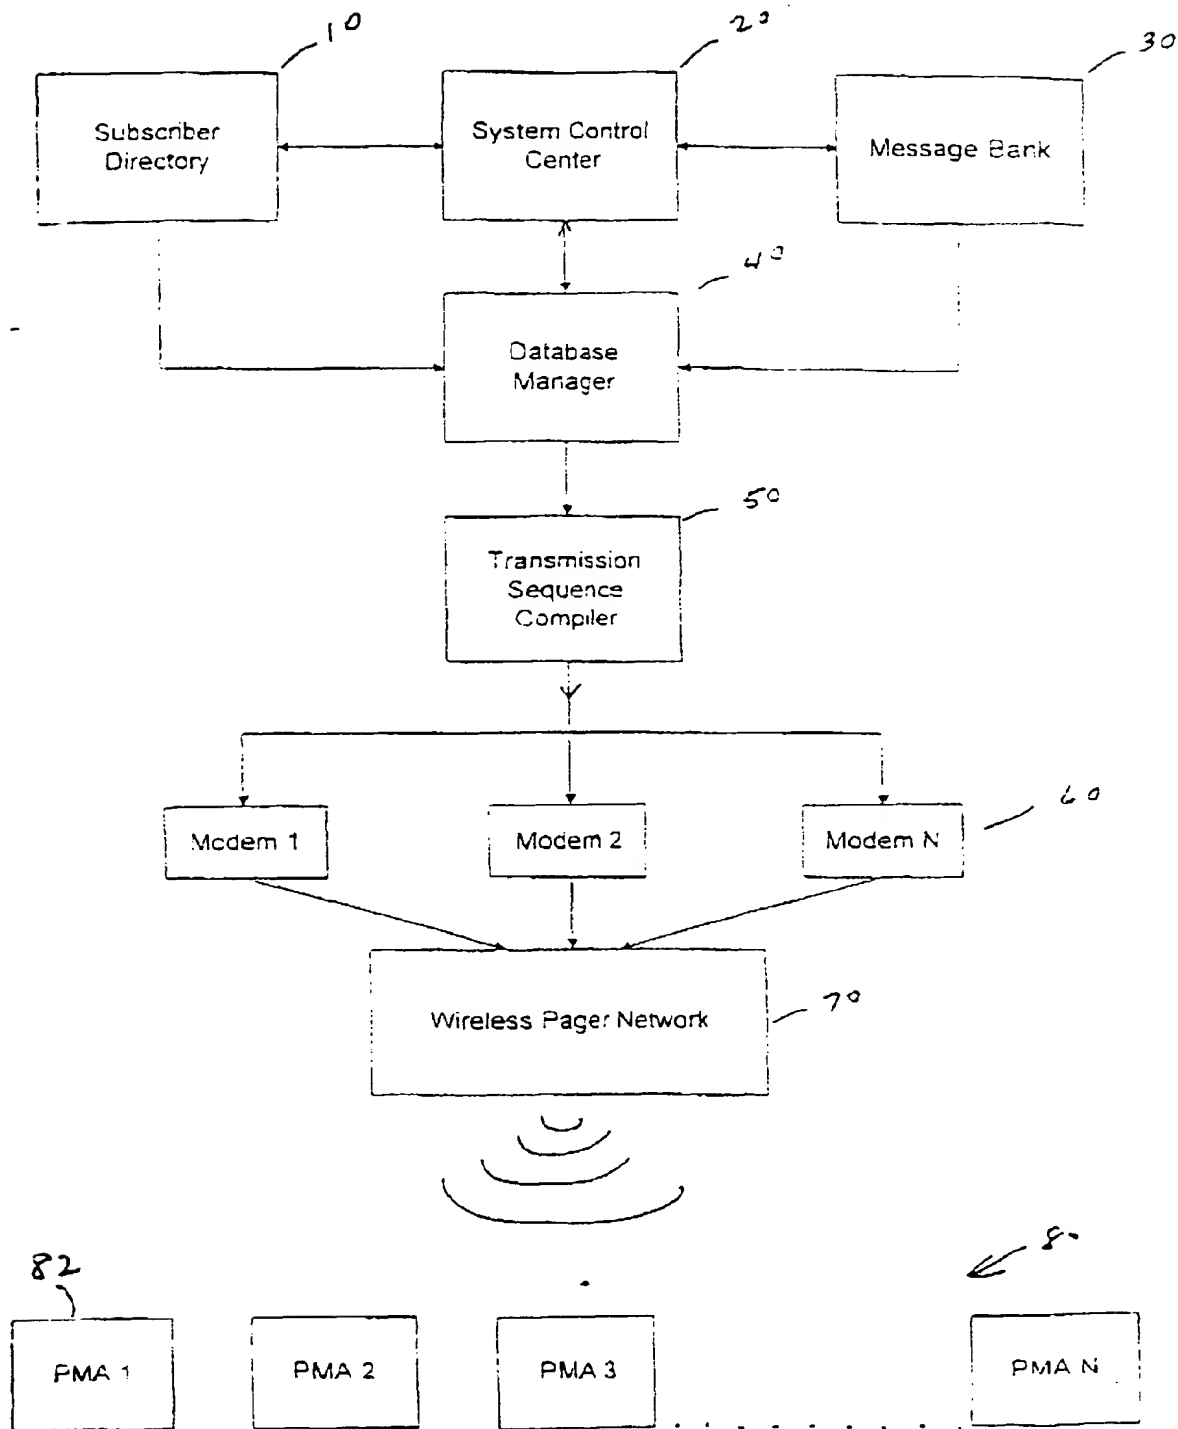 10
20
30
Subscriber
Directory
System Control
Center
Message Bank
40
Database
Manager
50
Transmission
Sequence
Compiler
60
Modem 1
Modem 2
Modem N
Wireless Pager Network
70
82
PMA 1
PMA 2
PMA 3
PMA N